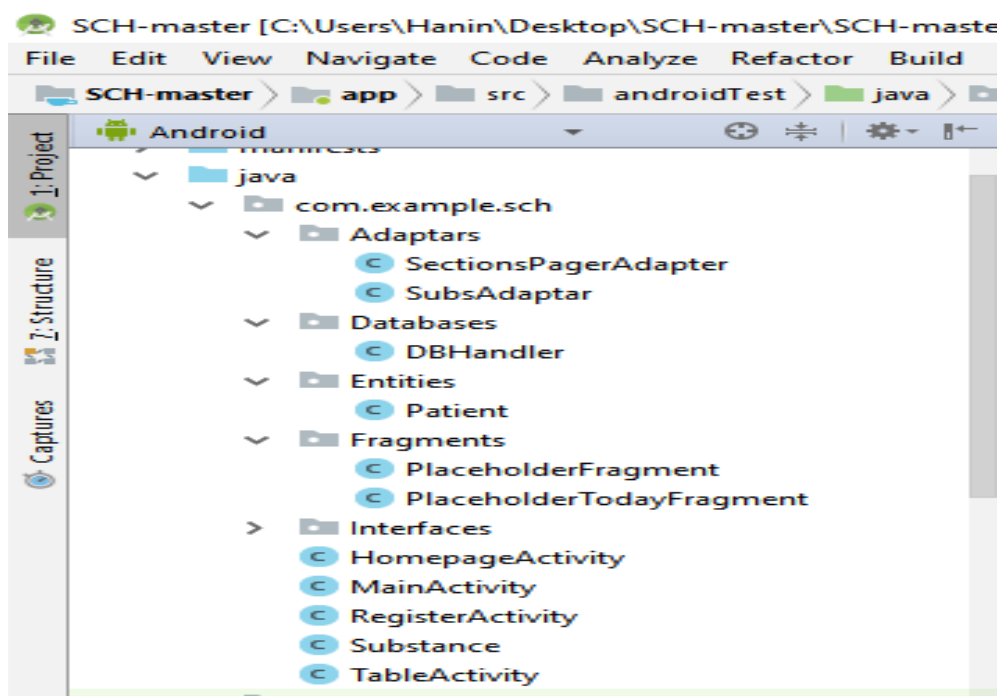 SCH-master [C:\Users\Hanin\Desktop\SCH-master\SCH-maste
File Edit View Navigate Code Analyze Refactor Build
SCH-master app src androidTest java
Android
1: Project
7: Structure
Captures
manifests
java
com.example.sch
Adaptars
SectionsPagerAdapter
SubsAdaptar
Databases
DBHandler
Entities
Patient
Fragments
PlaceholderFragment
PlaceholderTodayFragment
Interfaces
HomepageActivity
MainActivity
RegisterActivity
Substance
TableActivity